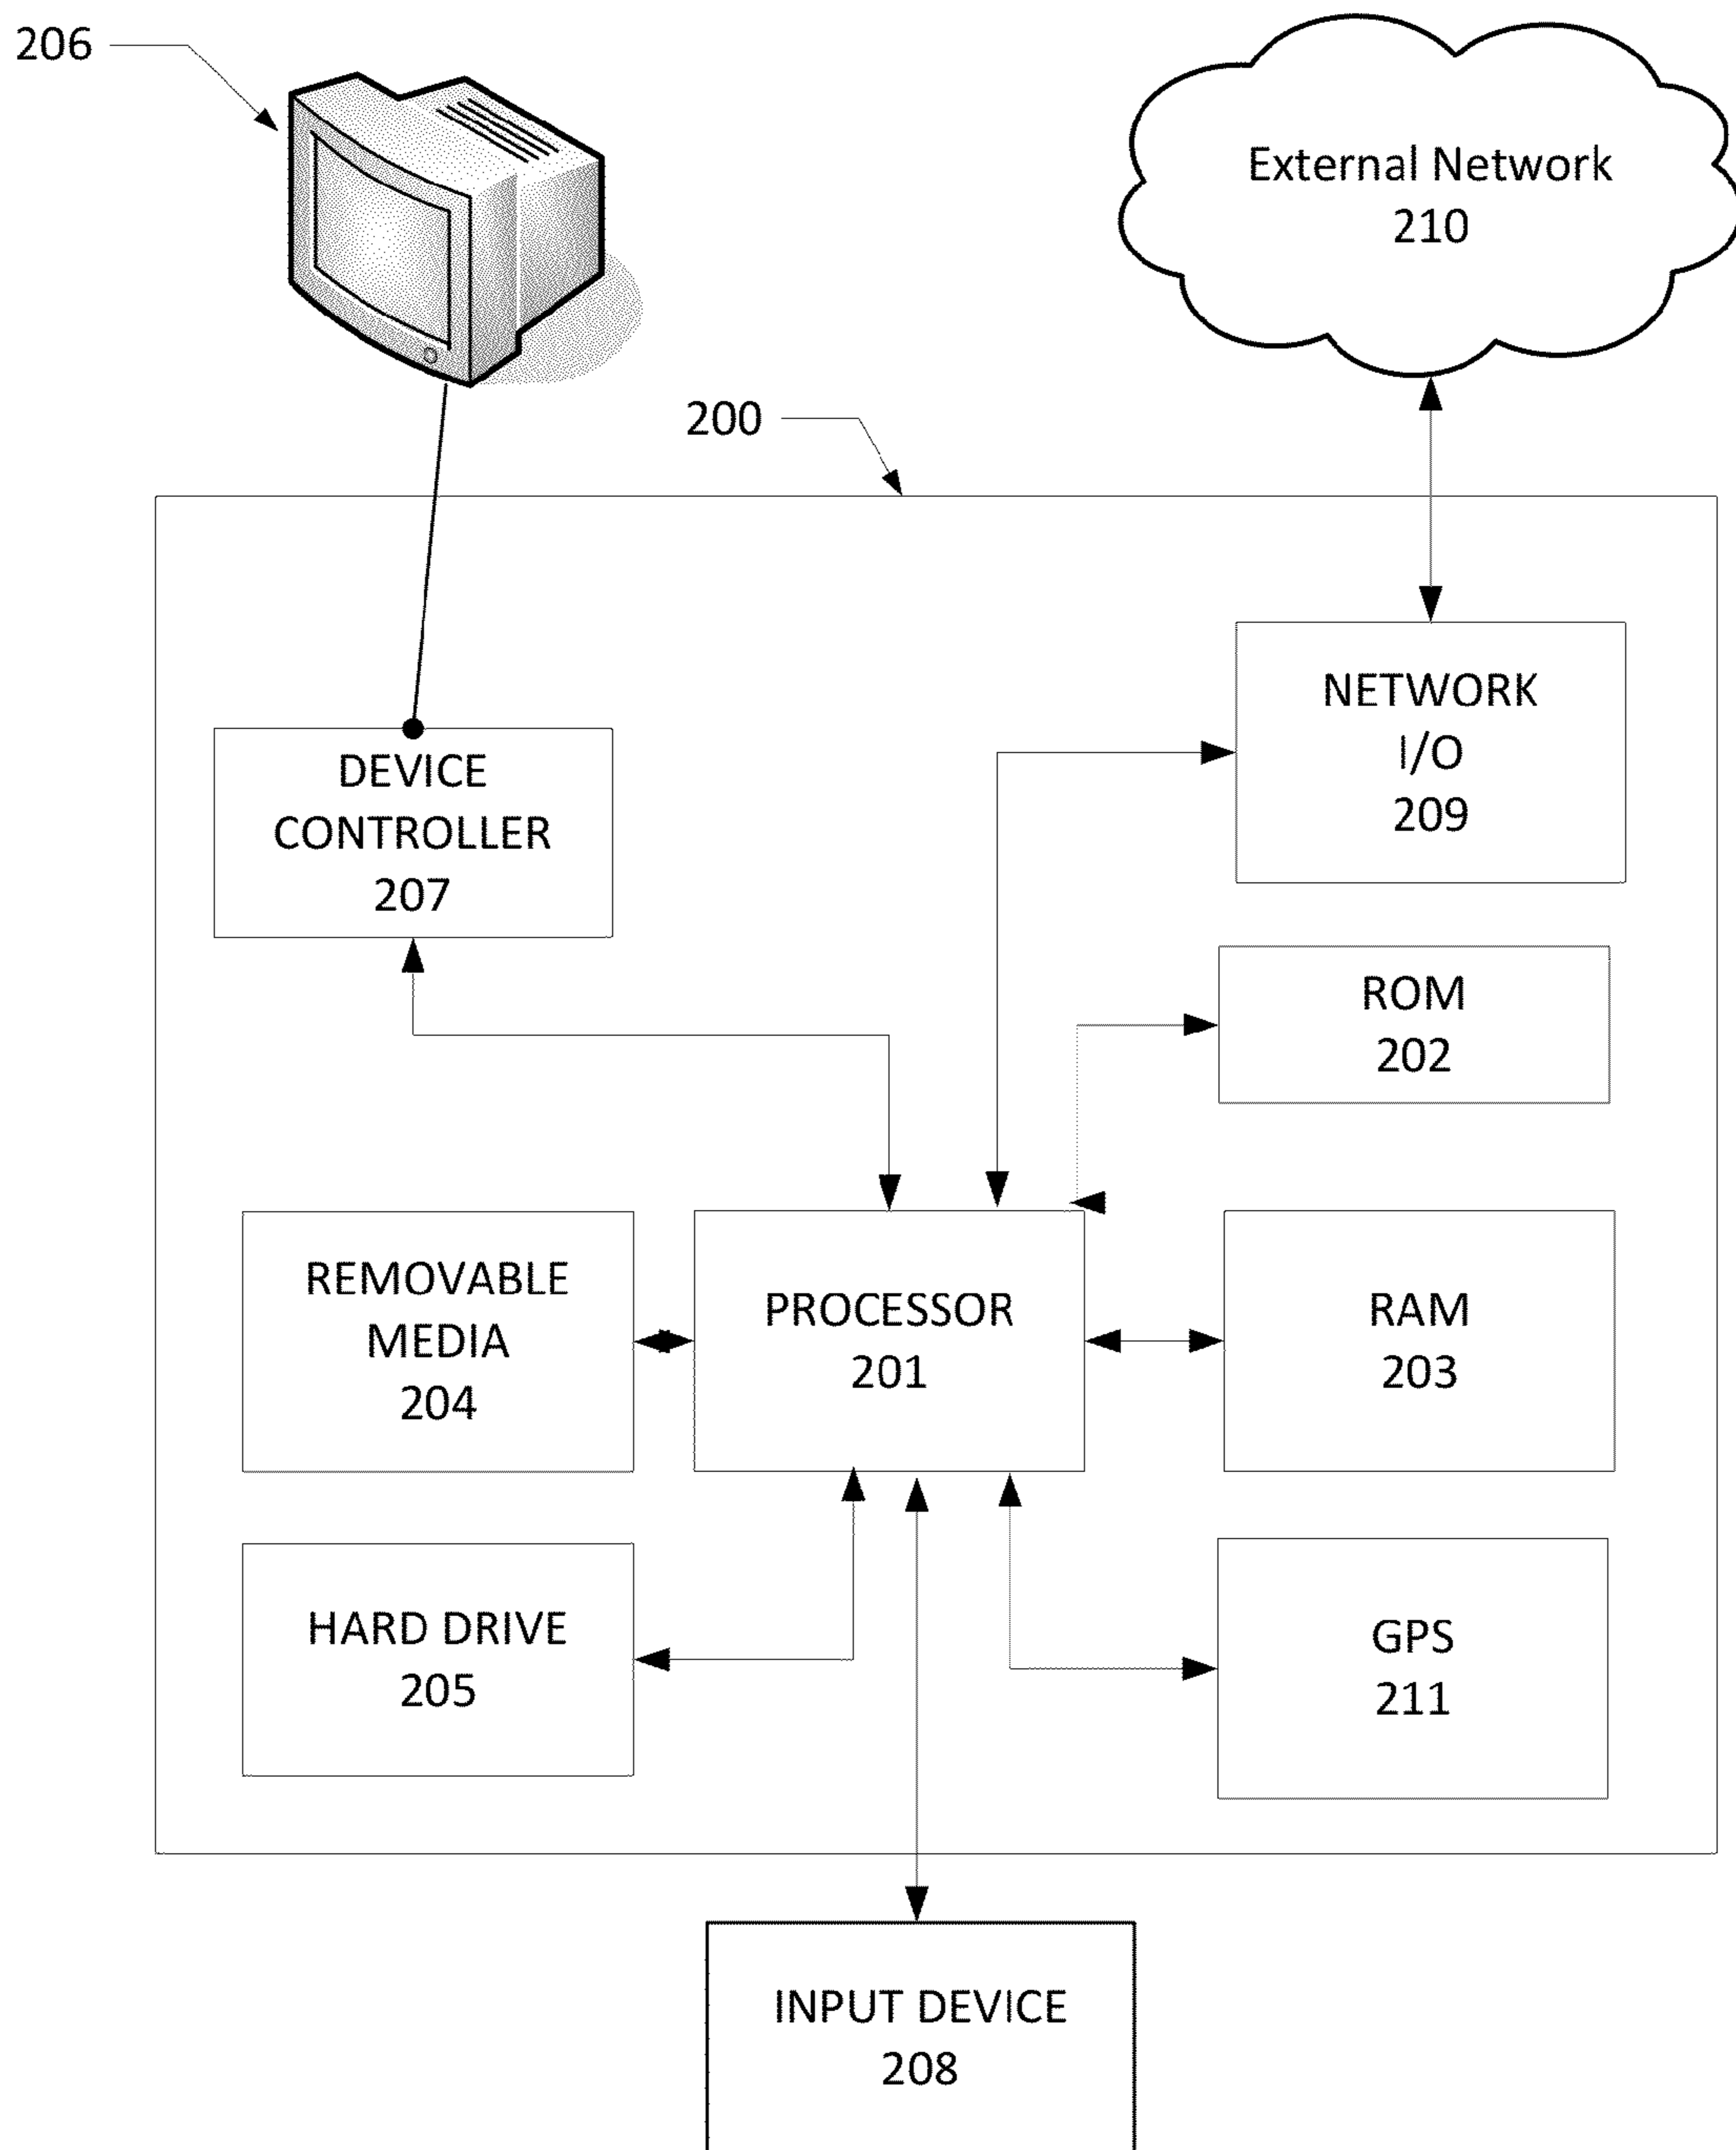 206
External Network
210
200
NETWORK
I/O
209
DEVICE
CONTROLLER
207
ROM
202
REMOVABLE
MEDIA
204
PROCESSOR
201
RAM
203
HARD DRIVE
205
GPS
211
INPUT DEVICE
208